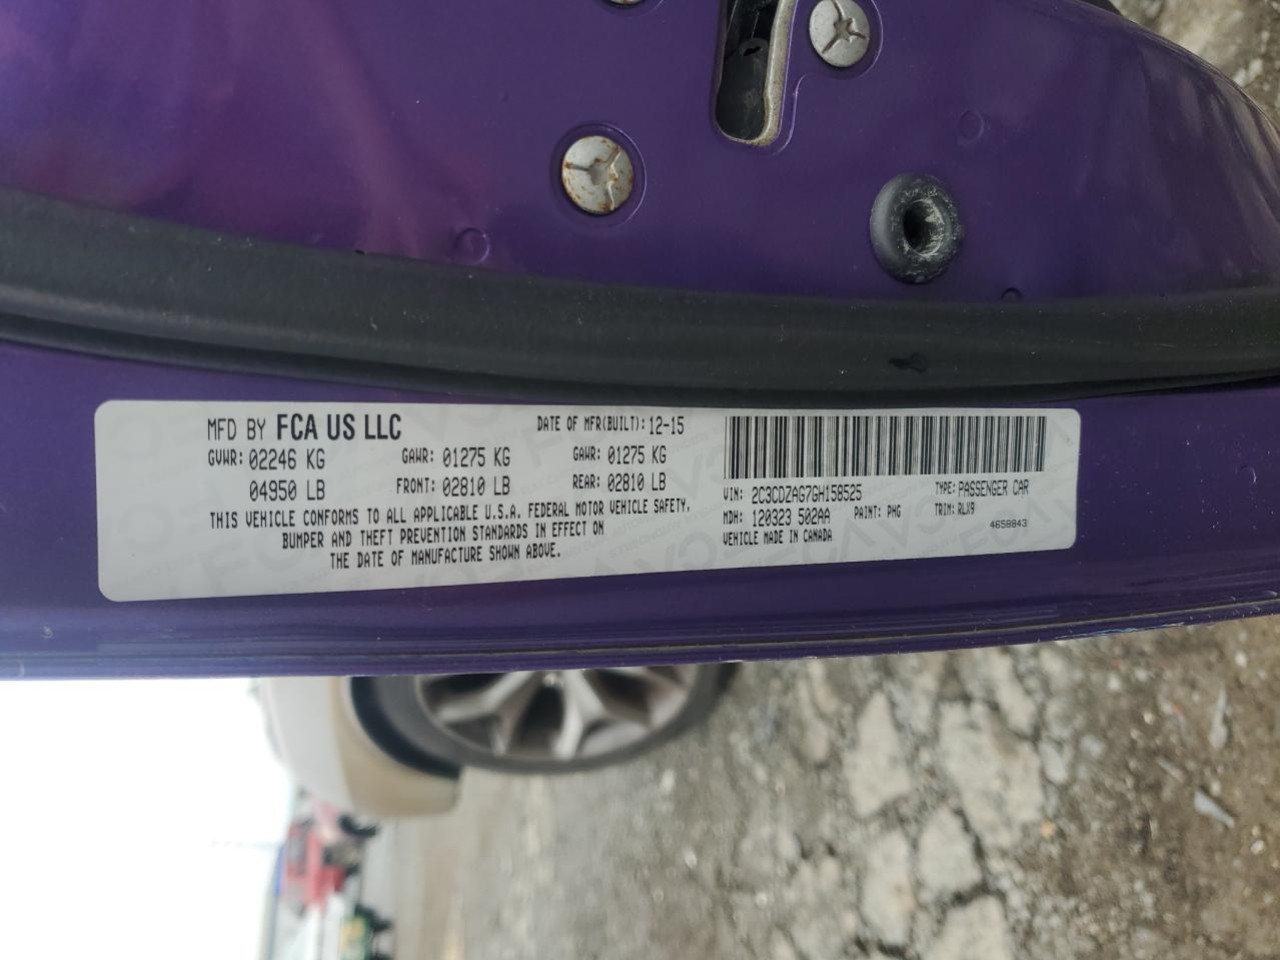 MFD BY FCA US LLC DATE OF MFR(BUILT): 12-15
GVWR: 02246 KG GAWR: 01275 KG GAWR: 01275 KG
04950 LB FRONT: 02810 LB REAR: 02810 LB
THIS VEHICLE CONFORMS TO ALL APPLICABLE U.S.A. FEDERAL MOTOR VEHICLE SAFETY,
BUMPER AND THEFT PREVENTION STANDARDS IN EFFECT ON
THE DATE OF MANUFACTURE SHOWN ABOVE.
VIN: 2C3CDZAG7GH158525 TYPE: PASSENGER CAR
MDH: 120323 502AA PAINT: PHG TRIM: RLX9
VEHICLE MADE IN CANADA 4658843